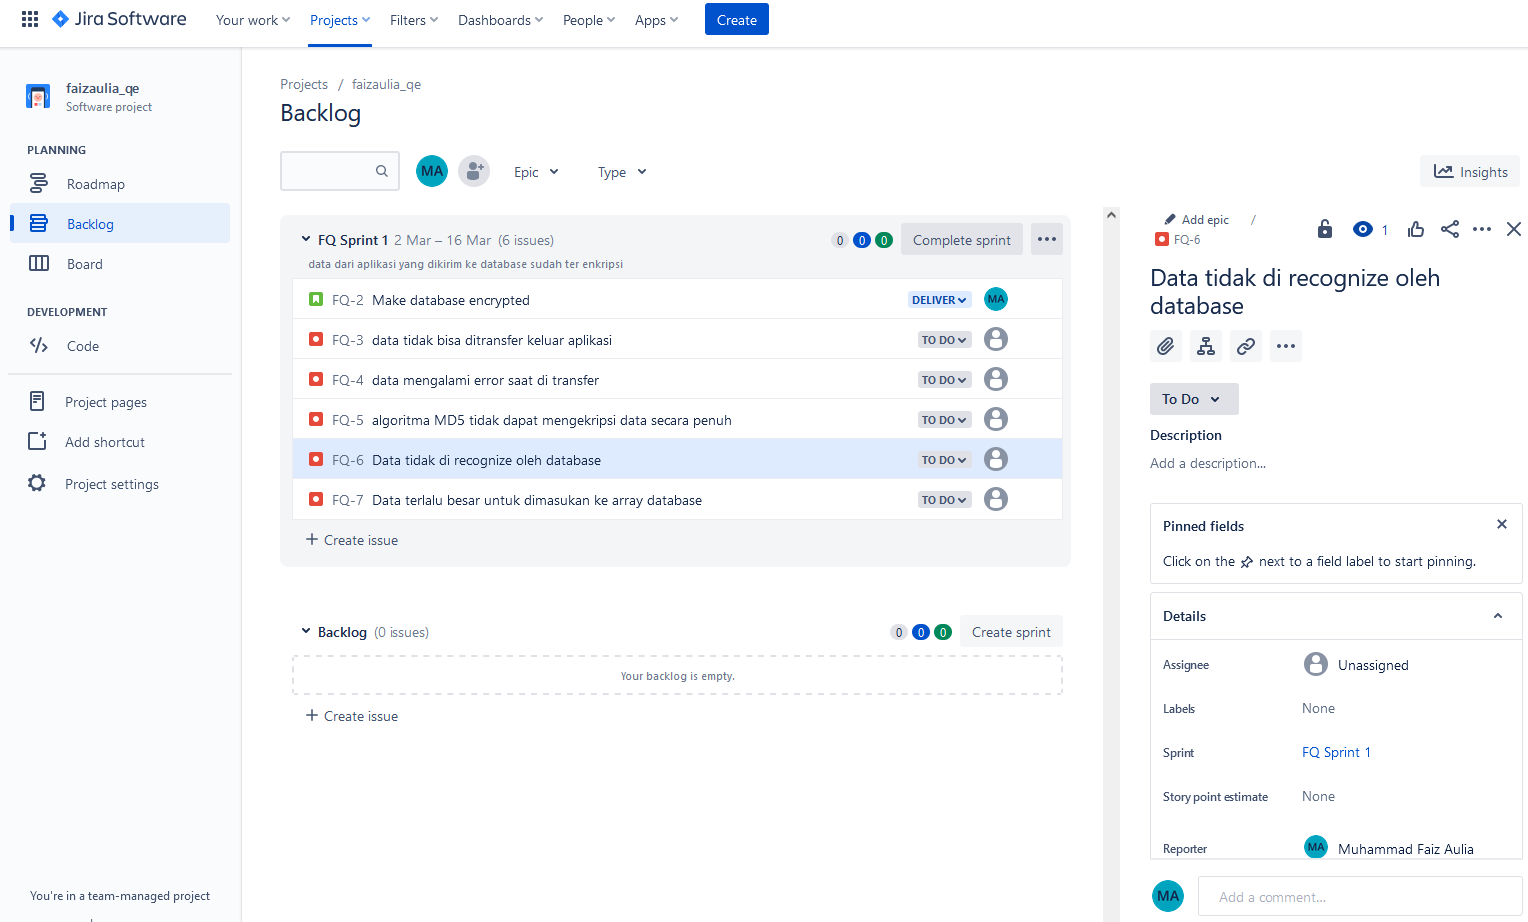 Jira Software Your work Projects Filters Dashboards People Apps Create
faizaulia_qe
Software project
PLANNING
Roadmap
Backlog
Board
DEVELOPMENT
Code
Project pages
Add shortcut
Project settings
You're in a team-managed project
Projects / faizaulia_qe
Backlog
MA Epic Type
Insights
FQ Sprint 1 2 Mar – 16 Mar (6 issues) 0 0 0 Complete sprint
data dari aplikasi yang dikirim ke database sudah ter enkripsi
FQ-2 Make database encrypted DELIVER MA
FQ-3 data tidak bisa ditransfer keluar aplikasi TO DO
FQ-4 data mengalami error saat di transfer TO DO
FQ-5 algoritma MD5 tidak dapat mengekripsi data secara penuh TO DO
FQ-6 Data tidak di recognize oleh database TO DO
FQ-7 Data terlalu besar untuk dimasukan ke array database TO DO
+ Create issue
Backlog (0 issues) 0 0 0 Create sprint
Your backlog is empty.
+ Create issue
Add epic /
FQ-6
1
Data tidak di recognize oleh
database
To Do
Description
Add a description...
Pinned fields
Click on the next to a field label to start pinning.
Details
Assignee Unassigned
Labels None
Sprint FQ Sprint 1
Story point estimate None
Reporter MA Muhammad Faiz Aulia
MA Add a comment...